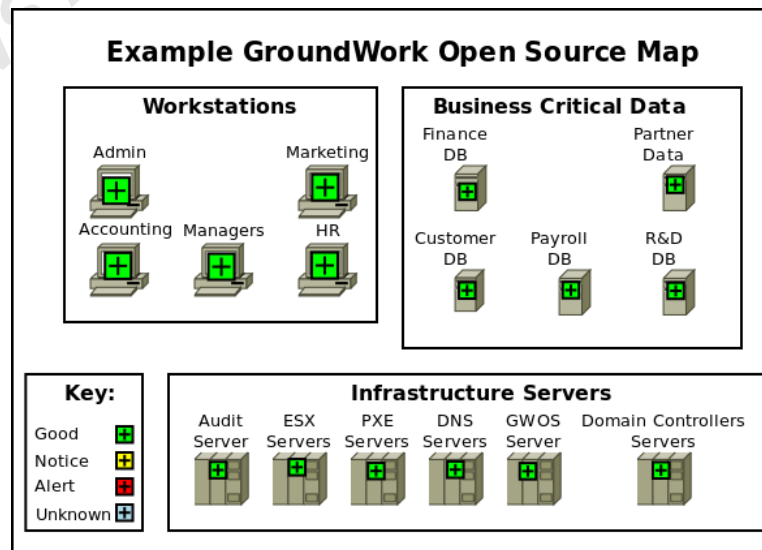 Example GroundWork Open Source Map
Workstations
Admin
Marketing
Accounting
Managers
HR
Business Critical Data
Finance
DB
Partner
Data
Customer
DB
Payroll
DB
R&D
DB
Key:
Good
Notice
Alert
Unknown
Infrastructure Servers
Audit
Server
ESX
Servers
PXE
Servers
DNS
Servers
GWOS
Server
Domain Controllers
Servers